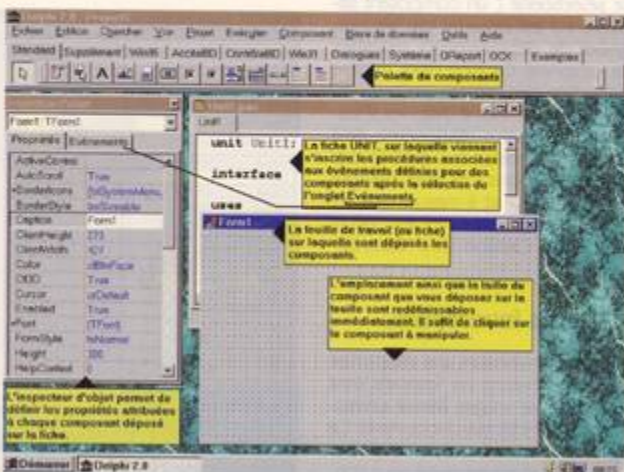 Delphi 2.0
Fichier Edition Chercher Voir Projet Exécuter Composant Base de données Outils Aide
Standard Supplément Win95 AccèsBD ContrôleBD Win31 Dialogues Système QReport OCX Exemples
Palette de composants
Form1: TForm1
Propriétés Evénements
ActiveControl
AutoScroll True
+BorderIcons [biSystemMenu,
BorderStyle bsSizeable
Caption Form1
ClientHeight 273
ClientWidth 427
Color clBtnFace
Ctl3D True
Cursor crDefault
Enabled True
+Font (TFont)
FormStyle fsNormal
Height 300
HelpContext 0
Unit1.pas
Unit1
unit Unit1;
interface
uses
La fiche UNIT, sur laquelle viennent
s'inscrire les procédures associées
aux événements définies pour des
composants après la sélection du
l'onglet Evénements.
Form1
La feuille de travail (ou fiche)
sur laquelle sont déposés les
composants.
L'emplacement ainsi que la taille du
composant que vous déposez sur la
feuille sont redéfinissables
immédiatement. Il suffit de cliquer sur
le composant à manipuler.
L'inspecteur d'objet permet de
définir les propriétés attribuées
à chaque composant déposé
sur la fiche.
Démarrer Delphi 2.0